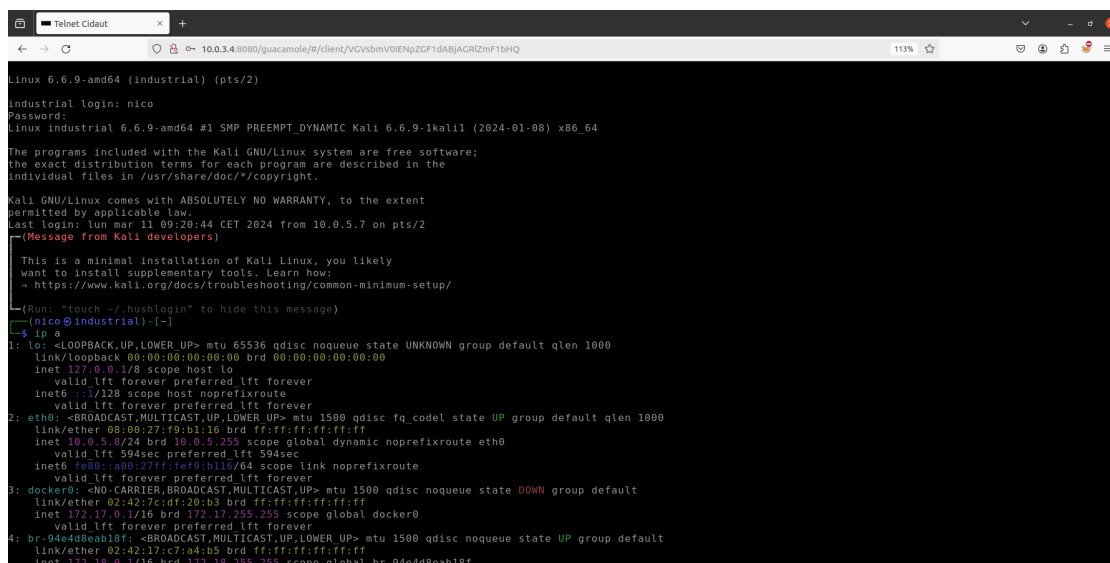 Telnet Cidaut
10.0.3.4:8080/guacamole/#/client/VGVsbmV0IENpZGF1dABjAGRlZmF1bHQ
113%
Linux 6.6.9-amd64 (industrial) (pts/2)
industrial login: nico
Password:
Linux industrial 6.6.9-amd64 #1 SMP PREEMPT_DYNAMIC Kali 6.6.9-1kali1 (2024-01-08) x86_64
The programs included with the Kali GNU/Linux system are free software;
the exact distribution terms for each program are described in the
individual files in /usr/share/doc/*/copyright.
Kali GNU/Linux comes with ABSOLUTELY NO WARRANTY, to the extent
permitted by applicable law.
Last login: lun mar 11 09:20:44 CET 2024 from 10.0.5.7 on pts/2
┏━(Message from Kali developers)
┃ This is a minimal installation of Kali Linux, you likely
┃ want to install supplementary tools. Learn how:
┃ ⇒ https://www.kali.org/docs/troubleshooting/common-minimum-setup/
┗━(Run: “touch ~/.hushlogin” to hide this message)
┌──(nico㉿industrial)-[~]
└─$ ip a
1: lo: <LOOPBACK,UP,LOWER_UP> mtu 65536 qdisc noqueue state UNKNOWN group default qlen 1000
link/loopback 00:00:00:00:00:00 brd 00:00:00:00:00:00
inet 127.0.0.1/8 scope host lo
valid_lft forever preferred_lft forever
inet6 ::1/128 scope host noprefixroute
valid_lft forever preferred_lft forever
2: eth0: <BROADCAST,MULTICAST,UP,LOWER_UP> mtu 1500 qdisc fq_codel state UP group default qlen 1000
link/ether 08:00:27:f9:b1:16 brd ff:ff:ff:ff:ff:ff
inet 10.0.5.8/24 brd 10.0.5.255 scope global dynamic noprefixroute eth0
valid_lft 594sec preferred_lft 594sec
inet6 fe80::a00:27ff:fef9:b116/64 scope link noprefixroute
valid_lft forever preferred_lft forever
3: docker0: <NO-CARRIER,BROADCAST,MULTICAST,UP> mtu 1500 qdisc noqueue state DOWN group default
link/ether 02:42:7c:df:20:b3 brd ff:ff:ff:ff:ff:ff
inet 172.17.0.1/16 brd 172.17.255.255 scope global docker0
valid_lft forever preferred_lft forever
4: br-94e4d8eab18f: <BROADCAST,MULTICAST,UP,LOWER_UP> mtu 1500 qdisc noqueue state UP group default
link/ether 02:42:17:c7:a4:b5 brd ff:ff:ff:ff:ff:ff
inet 172.18.0.1/16 brd 172.18.255.255 scope global br-94e4d8eab18f